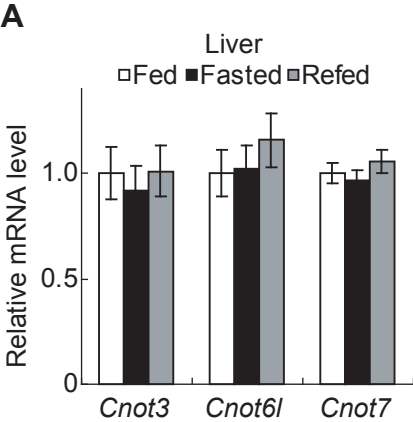 A
Liver
Fed Fasted Refed
Relative mRNA level
1.0
0.5
0
Cnot3 Cnot6l Cnot7